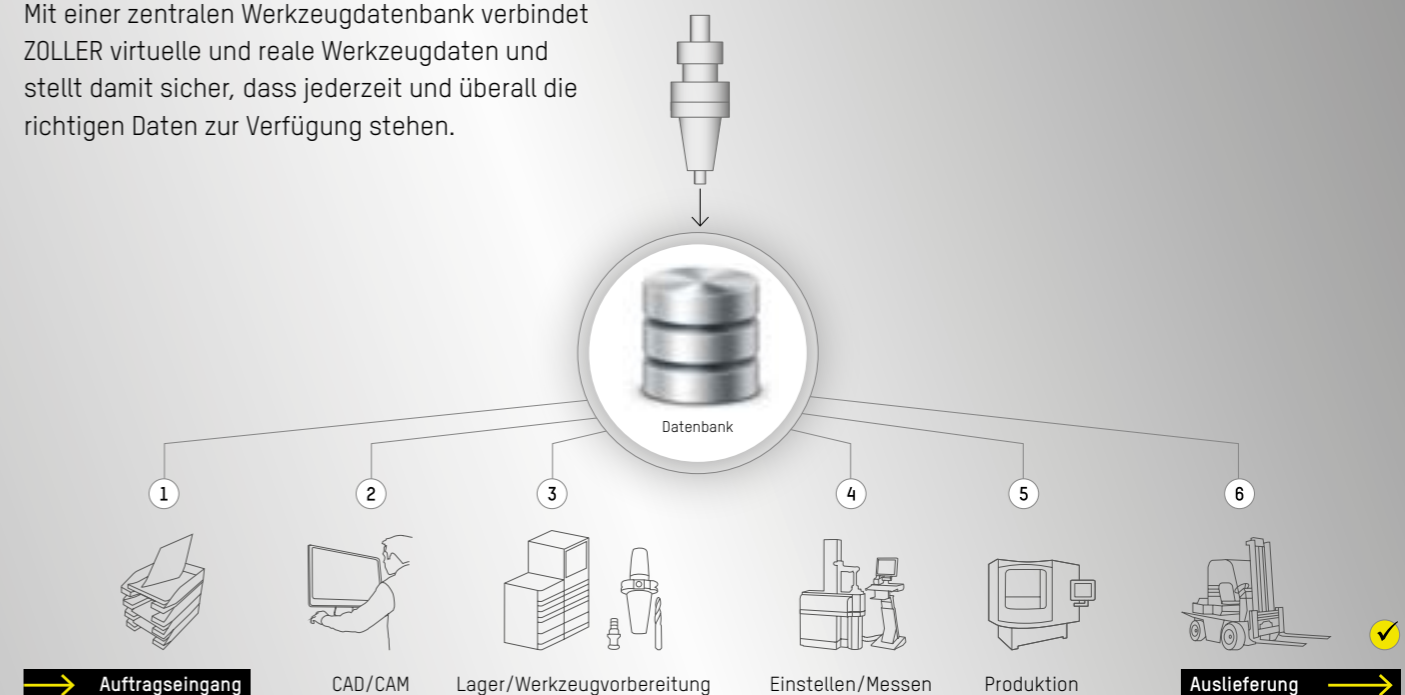 Mit einer zentralen Werkzeugdatenbank verbindet
ZOLLER virtuelle und reale Werkzeugdaten und
stellt damit sicher, dass jederzeit und überall die
richtigen Daten zur Verfügung stehen.
Datenbank
1 2 3 4 5 6
Auftragseingang CAD/CAM Lager/Werkzeugvorbereitung Einstellen/Messen Produktion Auslieferung